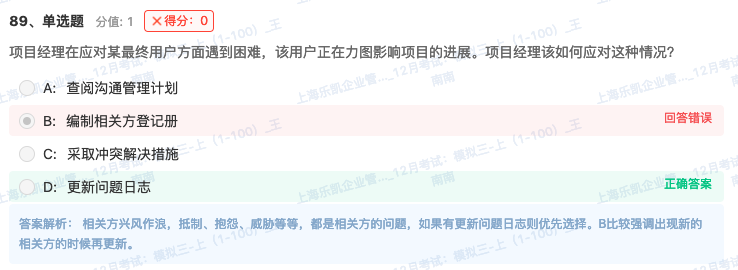 89、单选题 分值: 1 ✕得分：0
项目经理在应对某最终用户方面遇到困难，该用户正在力图影响项目的进展。项目经理该如何应对这种情况?
A: 查阅沟通管理计划
B: 编制相关方登记册 回答错误
C: 采取冲突解决措施
D: 更新问题日志 正确答案
答案解析： 相关方兴风作浪，抵制、抱怨、威胁等等，都是相关方的问题，如果有更新问题日志则优先选择。B比较强调出现新的
相关方的时候再更新。
上海乐凯企业管..._12月考试：模拟三-上（1-100）_王
南南